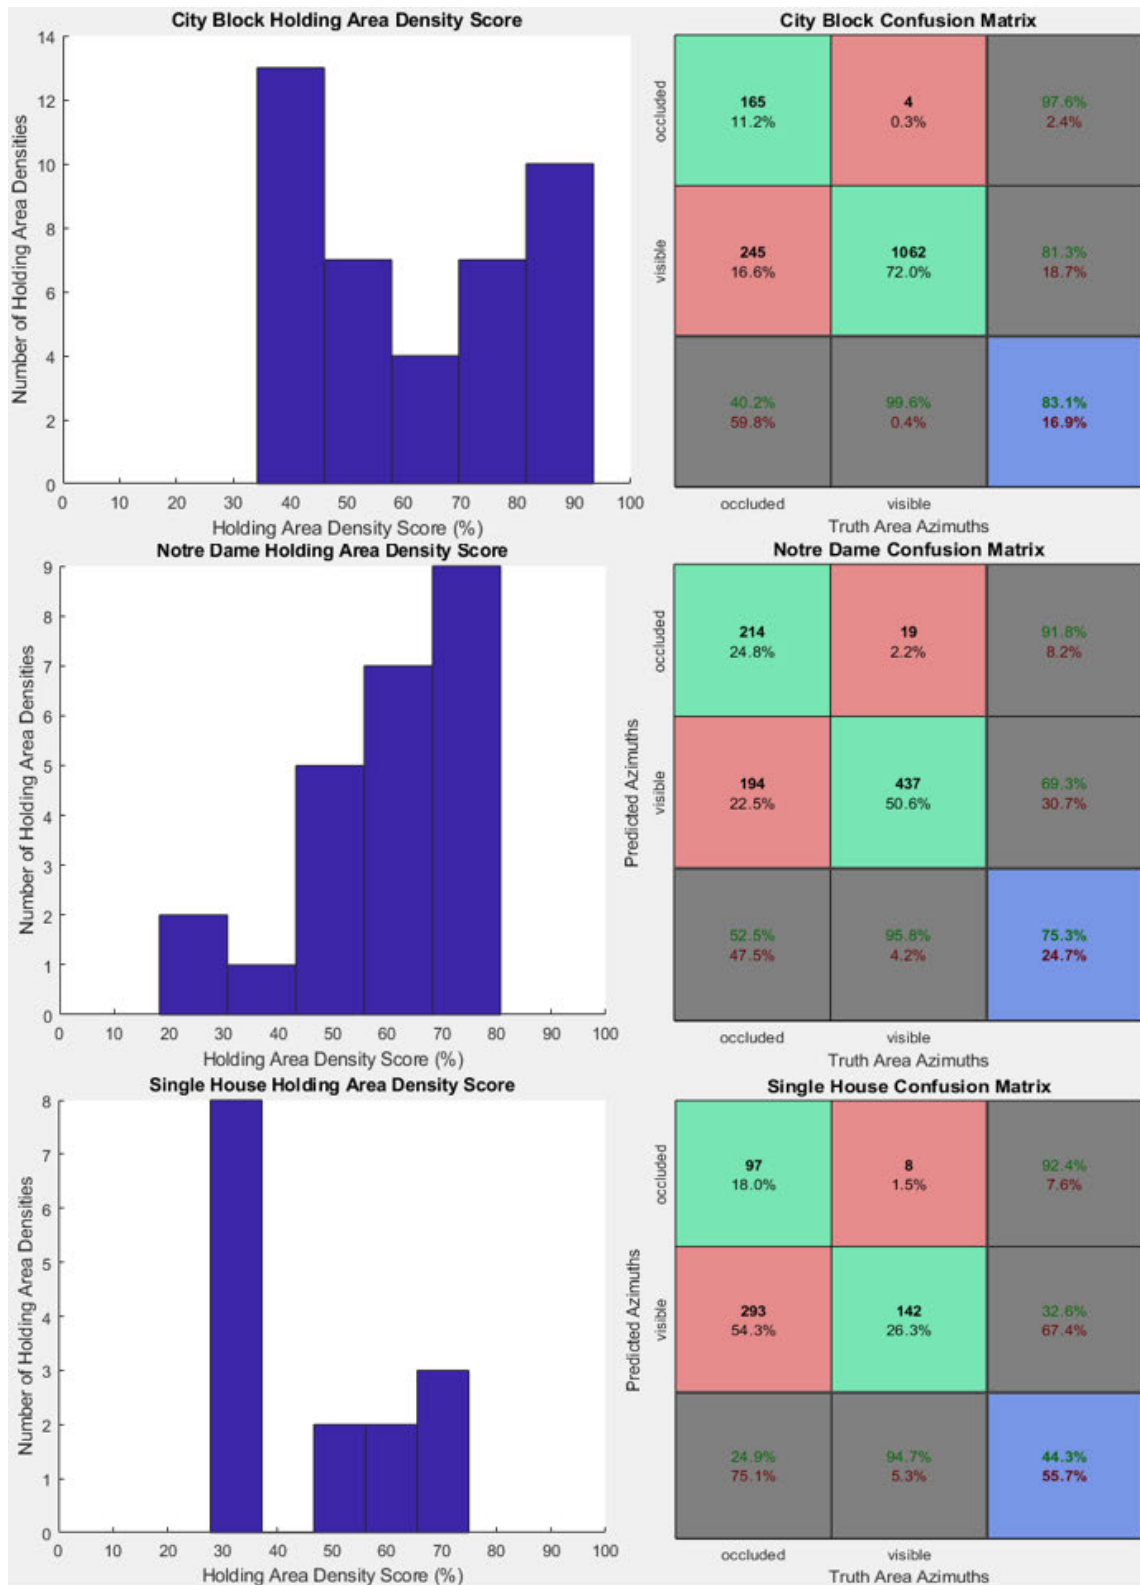 City Block Holding Area Density Score
Number of Holding Area Densities
14
12
10
8
6
4
2
0
0 10 20 30 40 50 60 70 80 90 100
Holding Area Density Score (%)
City Block Confusion Matrix
occluded
165
11.2%
4
0.3%
97.6%
2.4%
visible
245
16.6%
1062
72.0%
81.3%
18.7%
40.2%
59.8%
99.6%
0.4%
83.1%
16.9%
occluded visible
Truth Area Azimuths
Notre Dame Holding Area Density Score
Number of Holding Area Densities
9
8
7
6
5
4
3
2
1
0
0 10 20 30 40 50 60 70 80 90 100
Holding Area Density Score (%)
Notre Dame Confusion Matrix
Predicted Azimuths
occluded
214
24.8%
19
2.2%
91.8%
8.2%
visible
194
22.5%
437
50.6%
69.3%
30.7%
52.5%
47.5%
95.8%
4.2%
75.3%
24.7%
occluded visible
Truth Area Azimuths
Single House Holding Area Density Score
Number of Holding Area Densities
8
7
6
5
4
3
2
1
0
0 10 20 30 40 50 60 70 80 90 100
Holding Area Density Score (%)
Single House Confusion Matrix
Predicted Azimuths
occluded
97
18.0%
8
1.5%
92.4%
7.6%
visible
293
54.3%
142
26.3%
32.6%
67.4%
24.9%
75.1%
94.7%
5.3%
44.3%
55.7%
occluded visible
Truth Area Azimuths